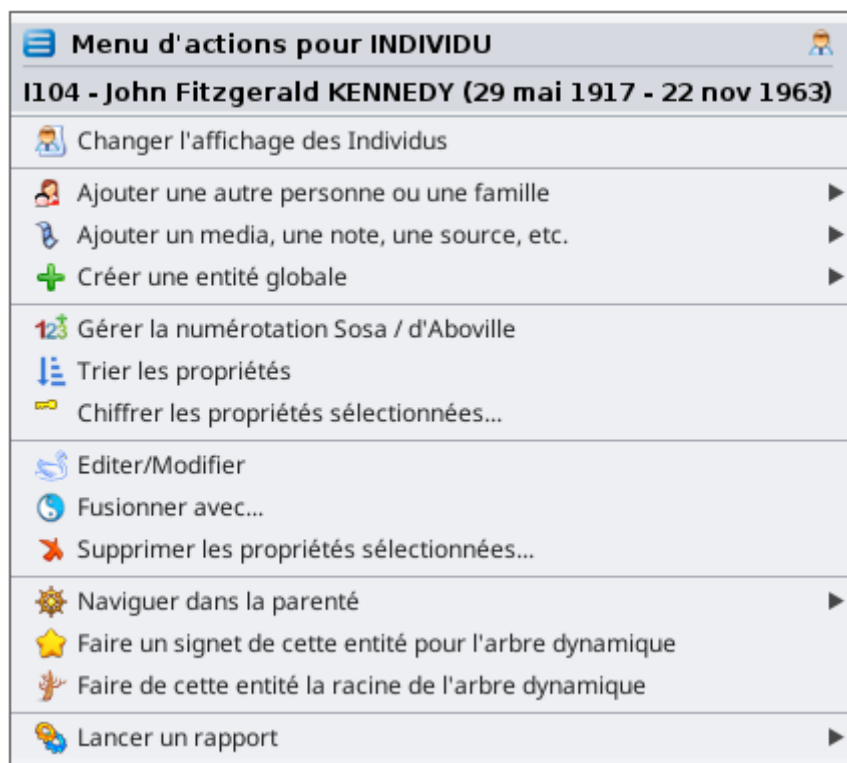 Menu d'actions pour INDIVIDU
I104 - John Fitzgerald KENNEDY (29 mai 1917 - 22 nov 1963)
Changer l'affichage des Individus
Ajouter une autre personne ou une famille
Ajouter un media, une note, une source, etc.
Créer une entité globale
123 Gérer la numérotation Sosa / d'Aboville
Trier les propriétés
Chiffrer les propriétés sélectionnées...
Editer/Modifier
Fusionner avec...
Supprimer les propriétés sélectionnées...
Naviguer dans la parenté
Faire un signet de cette entité pour l'arbre dynamique
Faire de cette entité la racine de l'arbre dynamique
Lancer un rapport